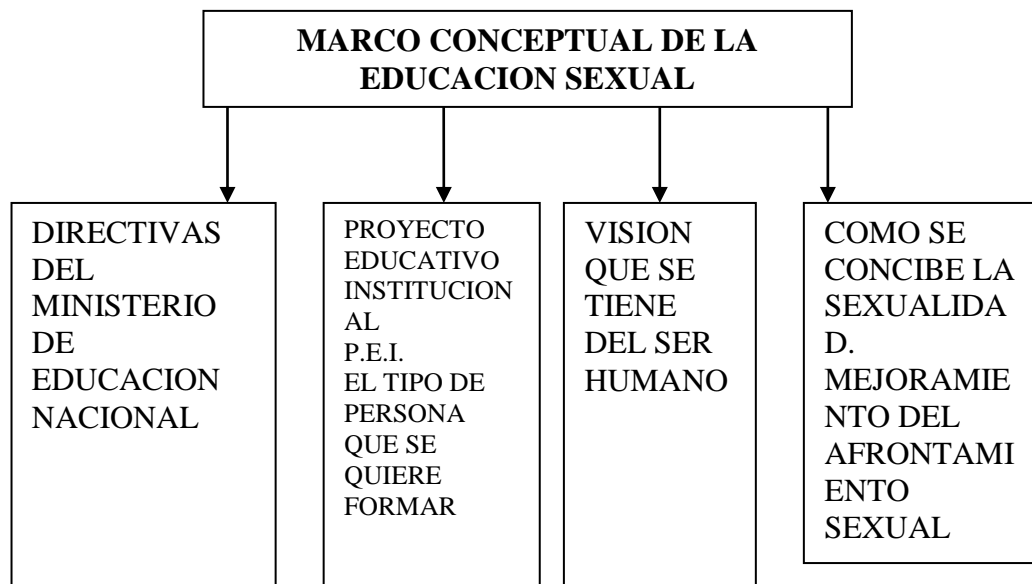 MARCO CONCEPTUAL DE LA
EDUCACION SEXUAL
DIRECTIVAS
DEL
MINISTERIO
DE
EDUCACION
NACIONAL
PROYECTO
EDUCATIVO
INSTITUCION
AL
P.E.I.
EL TIPO DE
PERSONA
QUE SE
QUIERE
FORMAR
VISION
QUE SE
TIENE
DEL SER
HUMANO
COMO SE
CONCIBE LA
SEXUALIDA
D.
MEJORAMIE
NTO DEL
AFRONTAMI
ENTO
SEXUAL